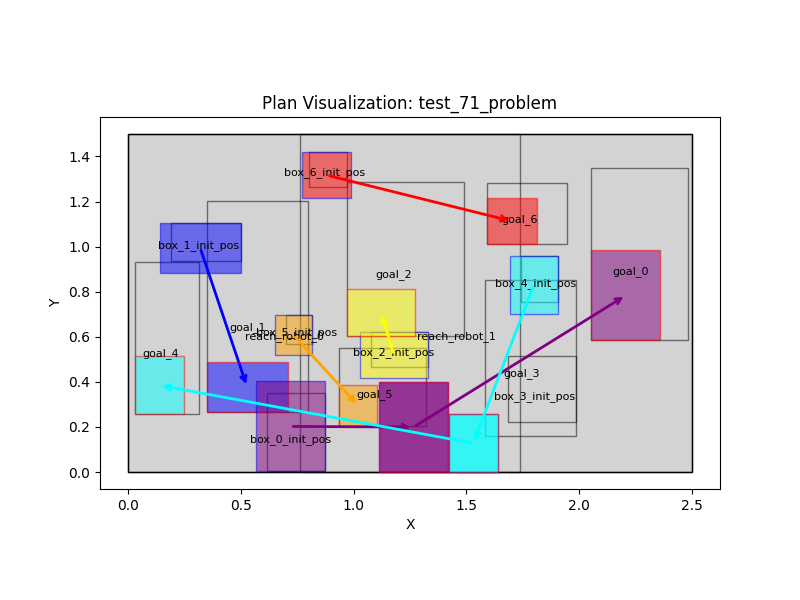 Plan Visualization: test_71_problem
Y
1.4
1.2
1.0
0.8
0.6
0.4
0.2
0.0
box_6_init_pos
goal_6
box_1_init_pos
goal_0
goal_2
box_4_init_pos
goal_1
box_5_init_pos
reach_robot_0
reach_robot_1
goal_4
box_2_init_pos
goal_3
goal_5
box_3_init_pos
box_0_init_pos
0.0
0.5
1.0
1.5
2.0
2.5
X